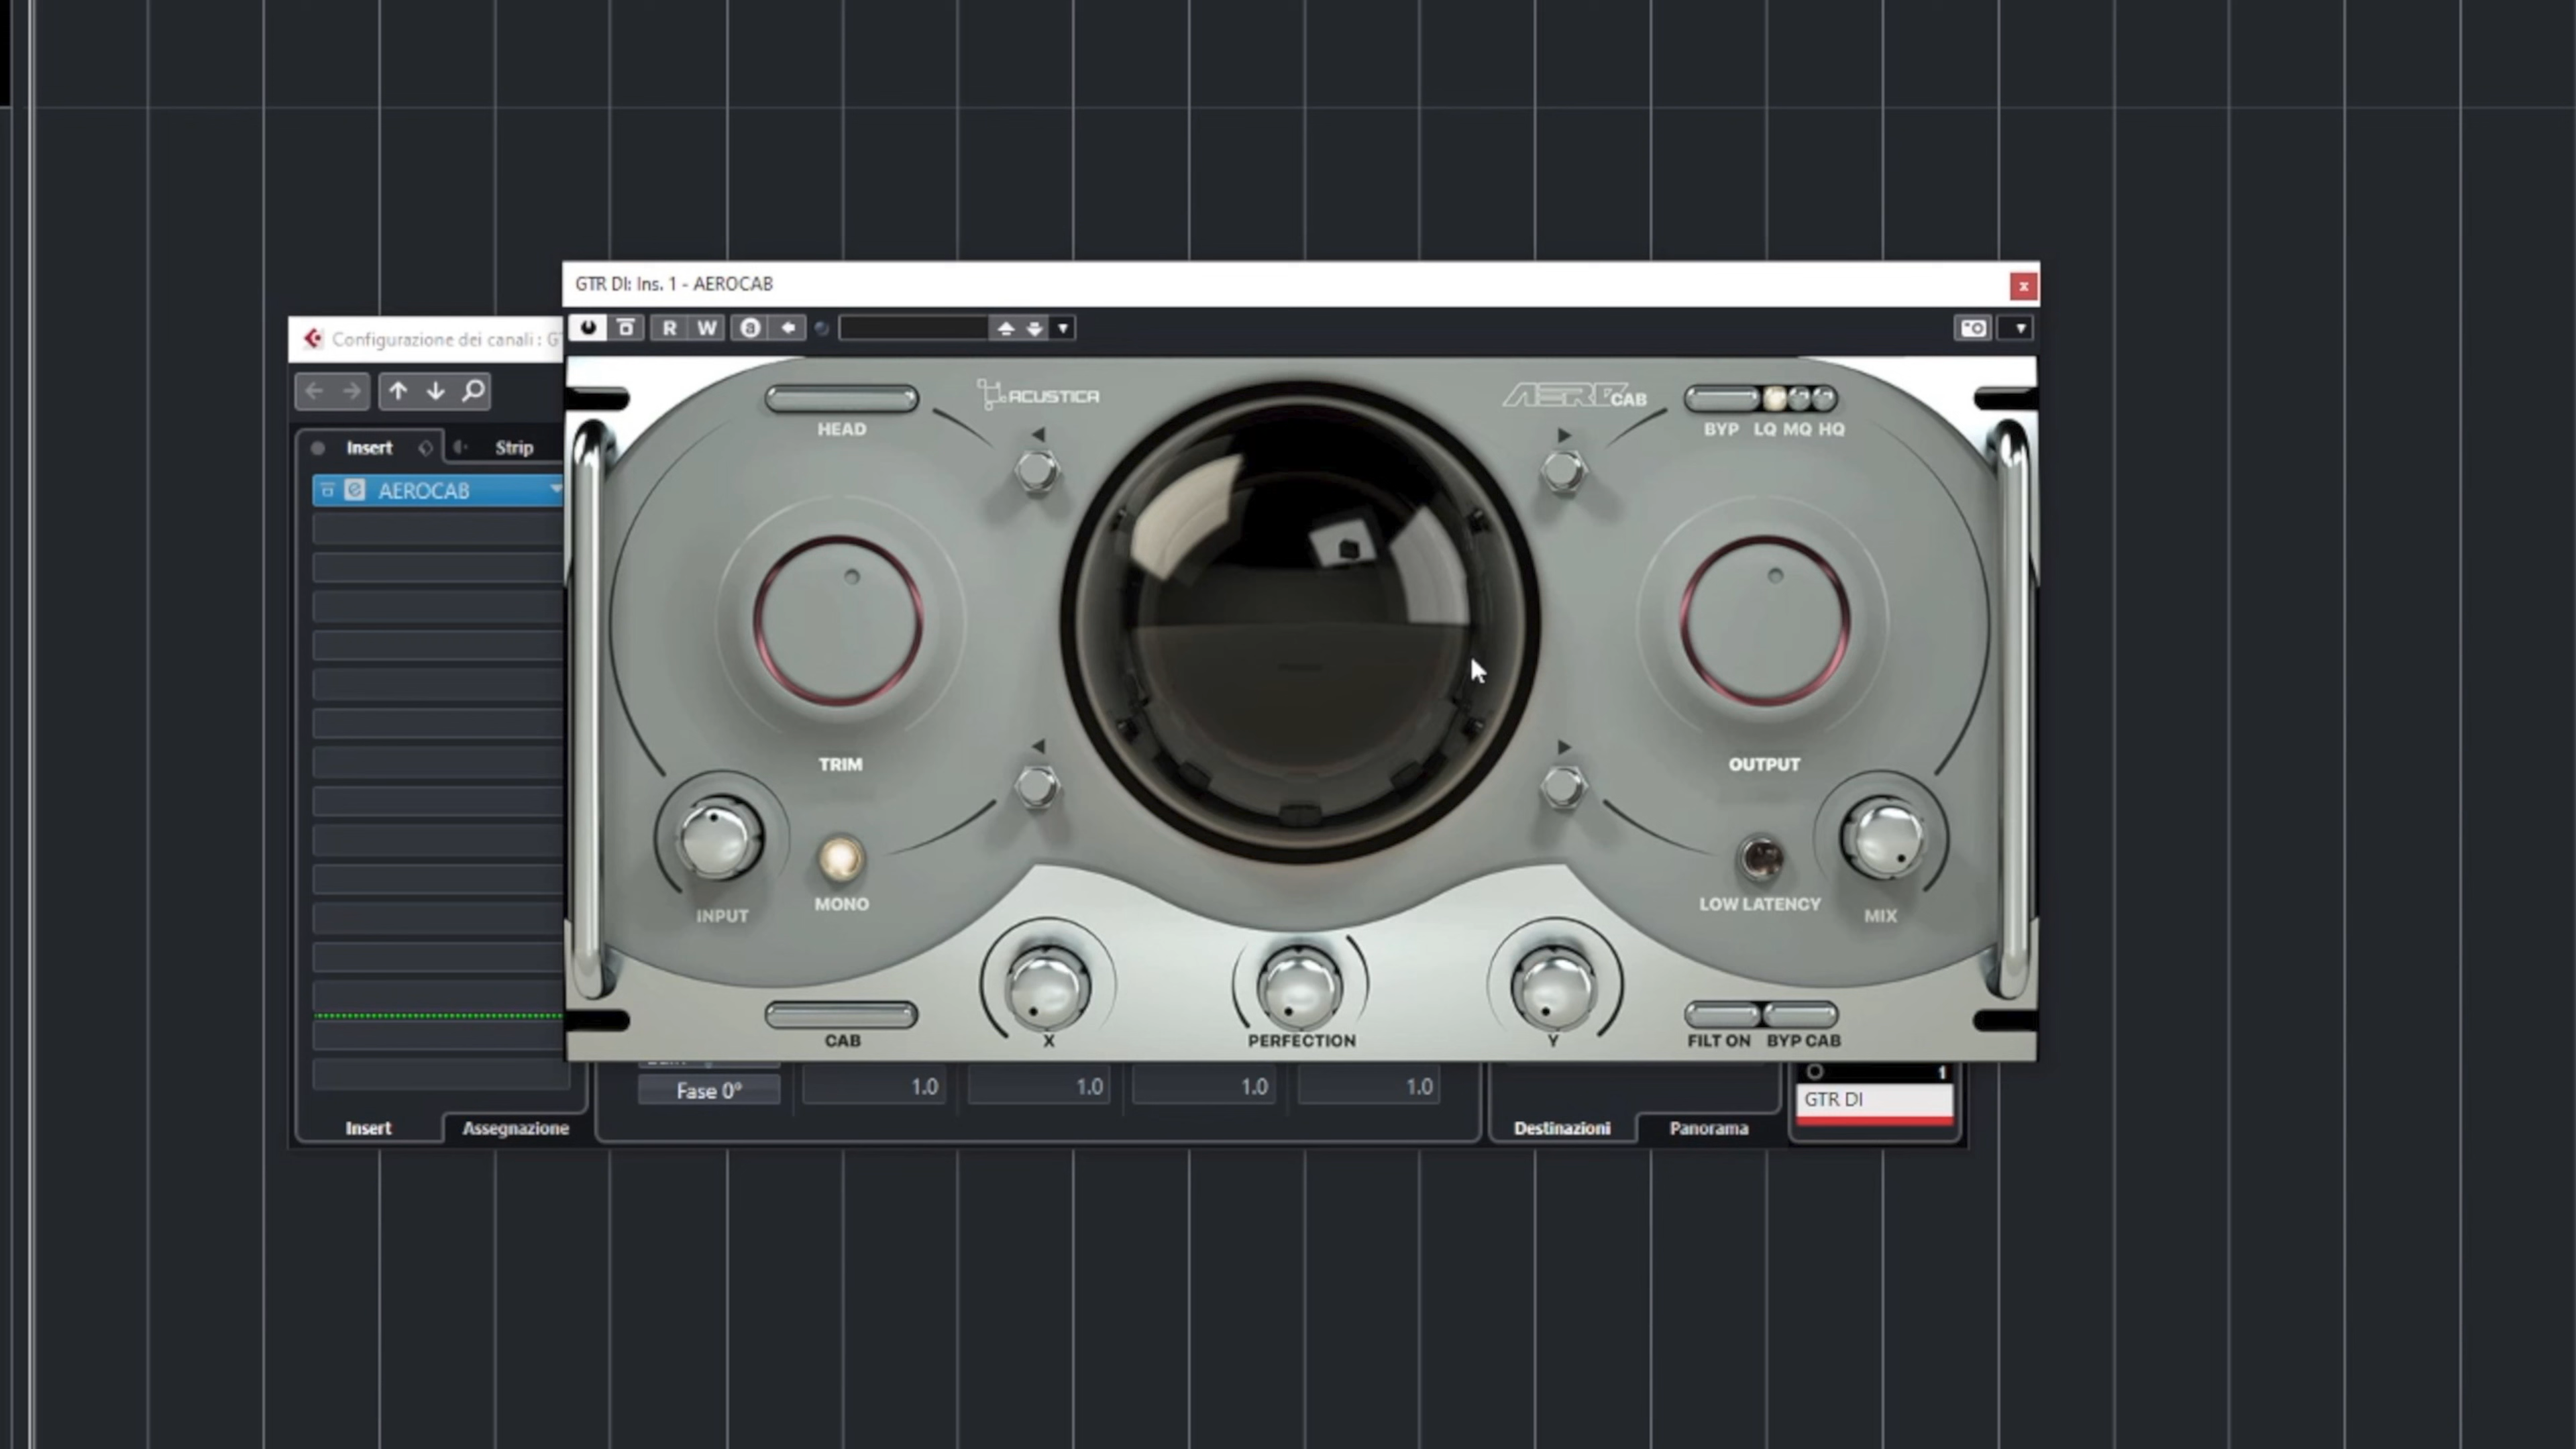 GTR DI: Ins. 1 - AEROCAB
x
Configurazione dei canali : G
R W a
Insert Strip
e AEROCAB
ACUSTICA
AEROCAB
HEAD
BYP LQ MQ HQ
TRIM
OUTPUT
INPUT
MONO
LOW LATENCY
MIX
CAB
X
PERFECTION
Y
FILT ON BYP CAB
Fase 0°
1.0 1.0 1.0 1.0
1
GTR DI
Insert Assegnazione
Destinazioni Panorama